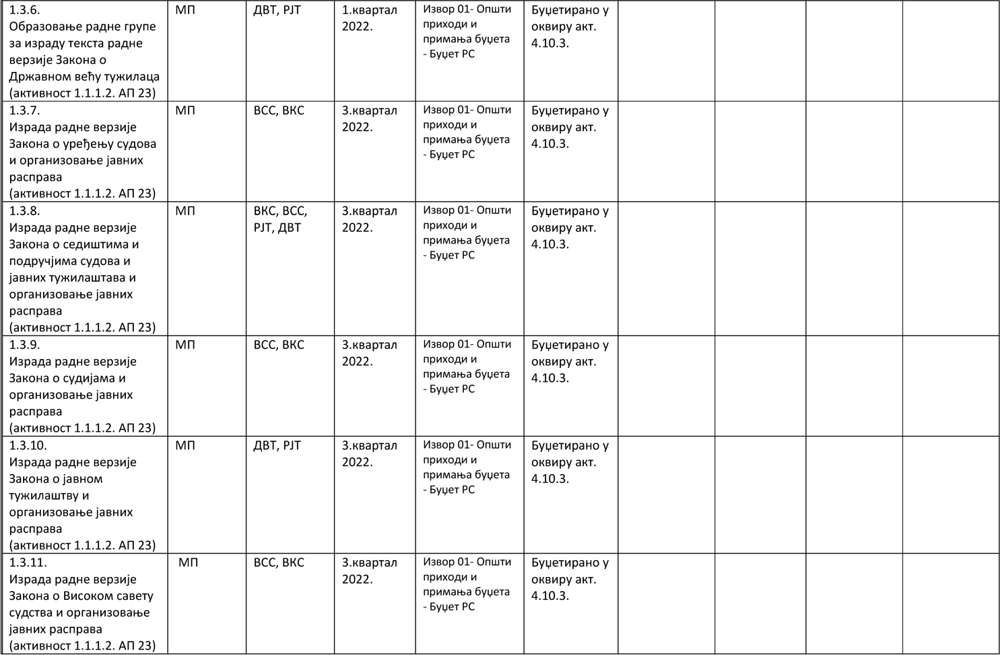 1.3.6.
Образовање радне групе
за израду текста радне
верзије Закона о
Државном већу тужилаца
(активност 1.1.1.2. АП 23)
МП
ДВТ, РЈТ
1.квартал
2022.
Извор 01- Општи
приходи и
примања буџета
- Буџет РС
Буџетирано у
оквиру акт.
4.10.3.
1.3.7.
Израда радне верзије
Закона о уређењу судова
и организовање јавних
расправа
(активност 1.1.1.2. АП 23)
МП
ВСС, ВКС
3.квартал
2022.
Извор 01- Општи
приходи и
примања буџета
- Буџет РС
Буџетирано у
оквиру акт.
4.10.3.
1.3.8.
Израда радне верзије
Закона о седиштима и
подручјима судова и
јавних тужилаштава и
организовање јавних
расправа
(активност 1.1.1.2. АП 23)
МП
ВКС, ВСС,
РЈТ, ДВТ
3.квартал
2022.
Извор 01- Општи
приходи и
примања буџета
- Буџет РС
Буџетирано у
оквиру акт.
4.10.3.
1.3.9.
Израда радне верзије
Закона о судијама и
организовање јавних
расправа
(активност 1.1.1.2. АП 23)
МП
ВСС, ВКС
3.квартал
2022.
Извор 01- Општи
приходи и
примања буџета
- Буџет РС
Буџетирано у
оквиру акт.
4.10.3.
1.3.10.
Израда радне верзије
Закона о јавном
тужилаштву и
организовање јавних
расправа
(активност 1.1.1.2. АП 23)
МП
ДВТ, РЈТ
3.квартал
2022.
Извор 01- Општи
приходи и
примања буџета
- Буџет РС
Буџетирано у
оквиру акт.
4.10.3.
1.3.11.
Израда радне верзије
Закона о Високом савету
судства и организовање
јавних расправа
(активност 1.1.1.2. АП 23)
МП
ВСС, ВКС
3.квартал
2022.
Извор 01- Општи
приходи и
примања буџета
- Буџет РС
Буџетирано у
оквиру акт.
4.10.3.